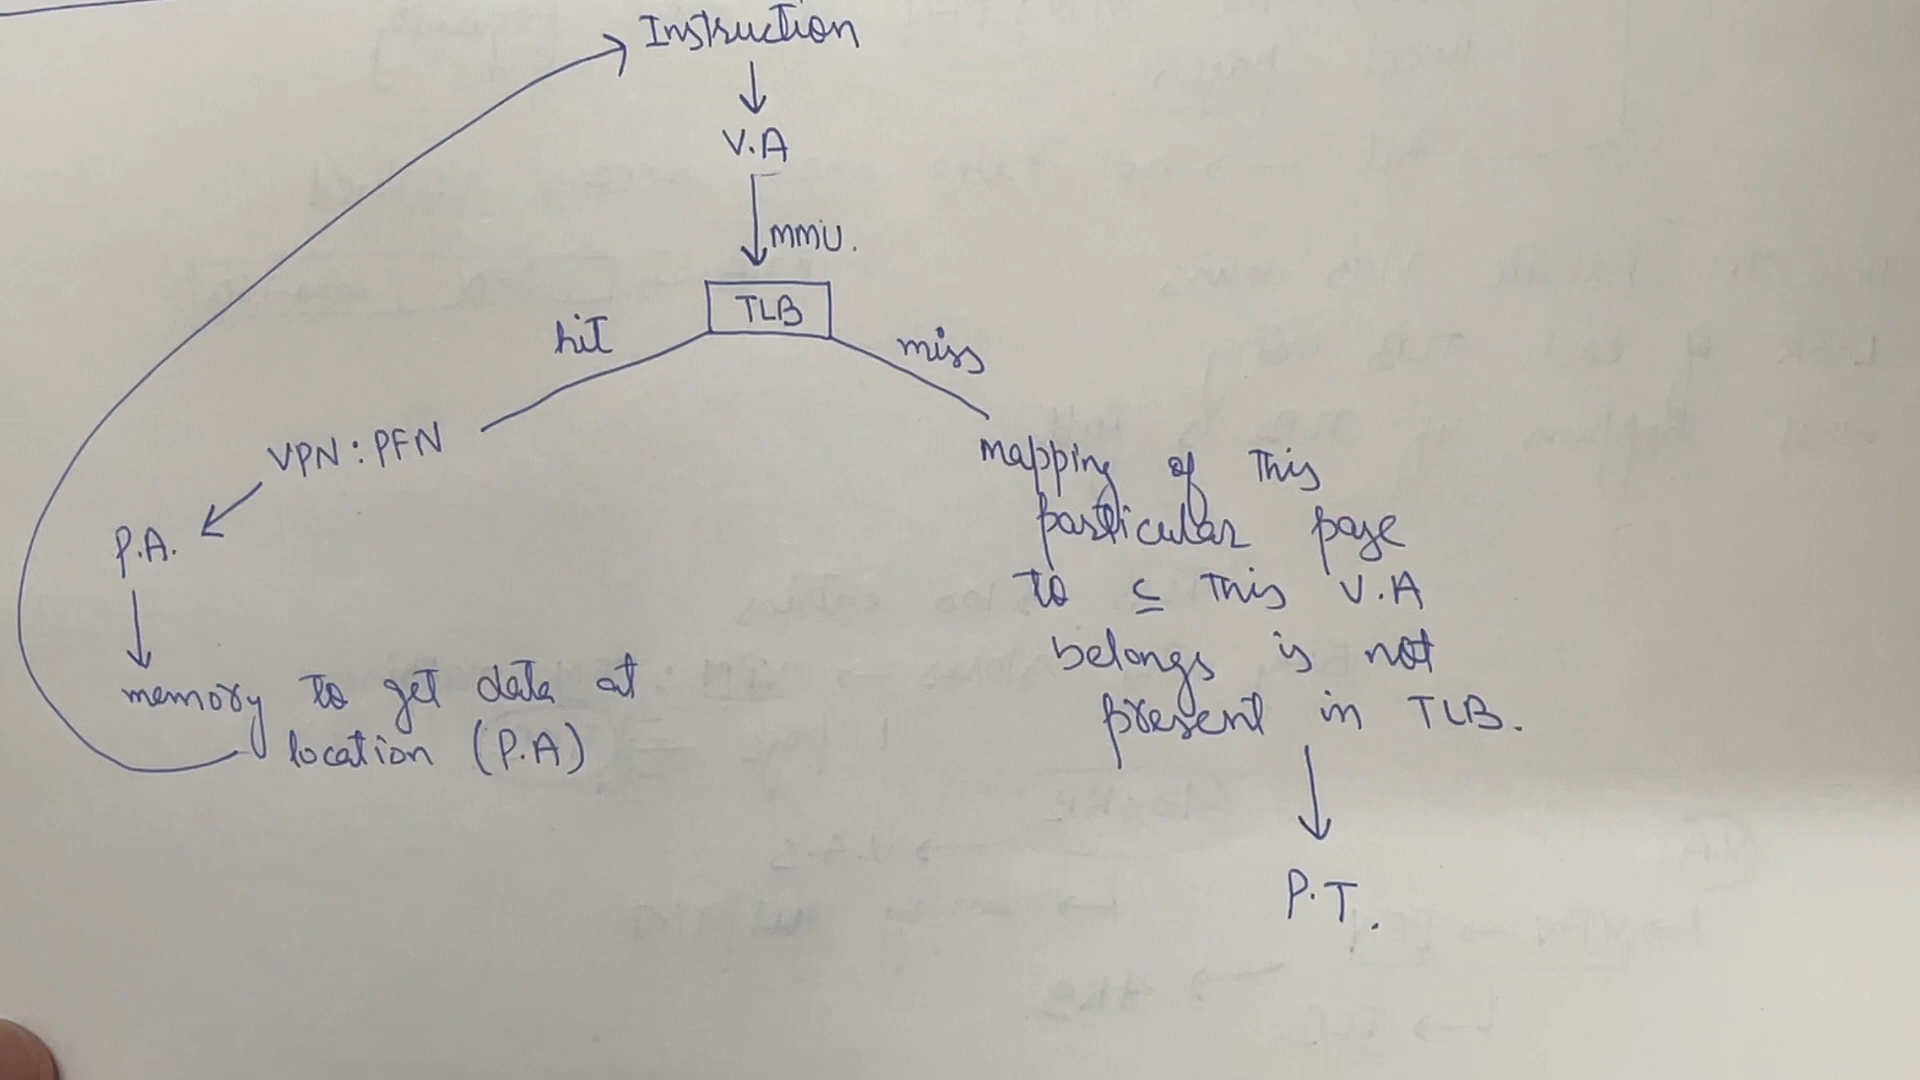 Instruction
V.A
MMU.
TLB
hit
miss
VPN : PFN
P.A.
memory to get data at
location (P.A)
mapping of this
particular page
to c this V.A
belongs is not
present in TLB.
P.T.